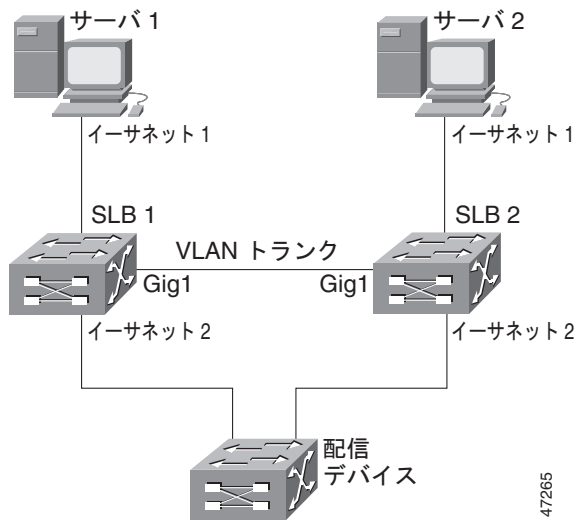 サーバ 1
サーバ 2
イーサネット 1
イーサネット 1
SLB 1
SLB 2
VLAN トランク
Gig1
Gig1
イーサネット 2
イーサネット 2
配信
デバイス
47265